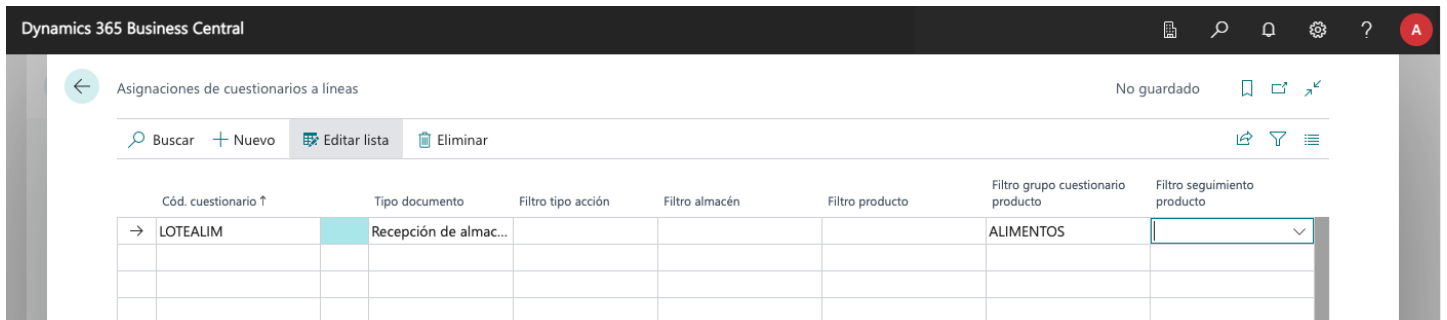 Dynamics 365 Business Central
?
A
Asignaciones de cuestionarios a líneas
No guardado
Buscar
Nuevo
Editar lista
Eliminar
Cód. cuestionario ↑
Tipo documento
Filtro tipo acción
Filtro almacén
Filtro producto
Filtro grupo cuestionario
producto
Filtro seguimiento
producto
LOTEALIM
Recepción de almac...
ALIMENTOS